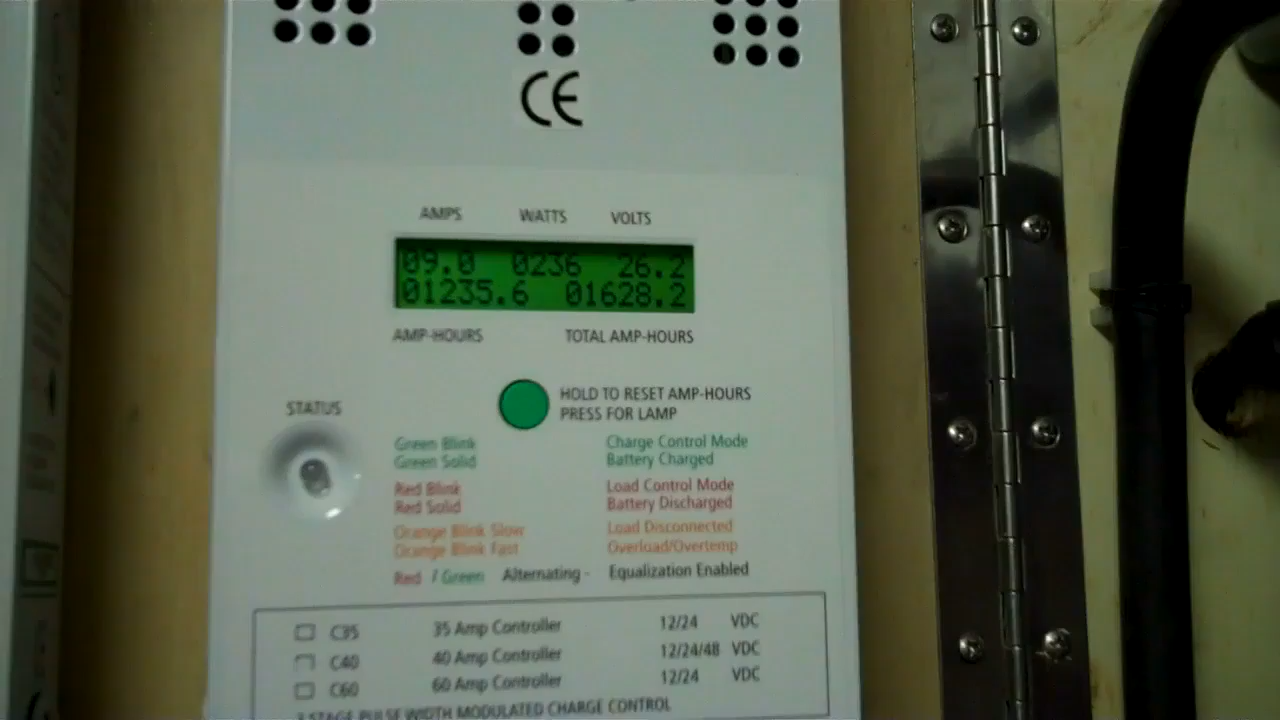 CE
AMPS WATTS VOLTS
09.0 0236 26.2
01235.6 01628.2
AMP-HOURS TOTAL AMP-HOURS
HOLD TO RESET AMP-HOURS
PRESS FOR LAMP
STATUS
Green Blink Charge Control Mode
Green Solid Battery Charged
Red Blink Load Control Mode
Red Solid Battery Discharged
Orange Blink Slow Load Disconnected
Orange Blink Fast Overload/Overtemp
Red / Green Alternating - Equalization Enabled
C35 35 Amp Controller 12/24 VDC
C40 40 Amp Controller 12/24/48 VDC
C60 60 Amp Controller 12/24 VDC
3 STAGE PULSE WIDTH MODULATED CHARGE CONTROL